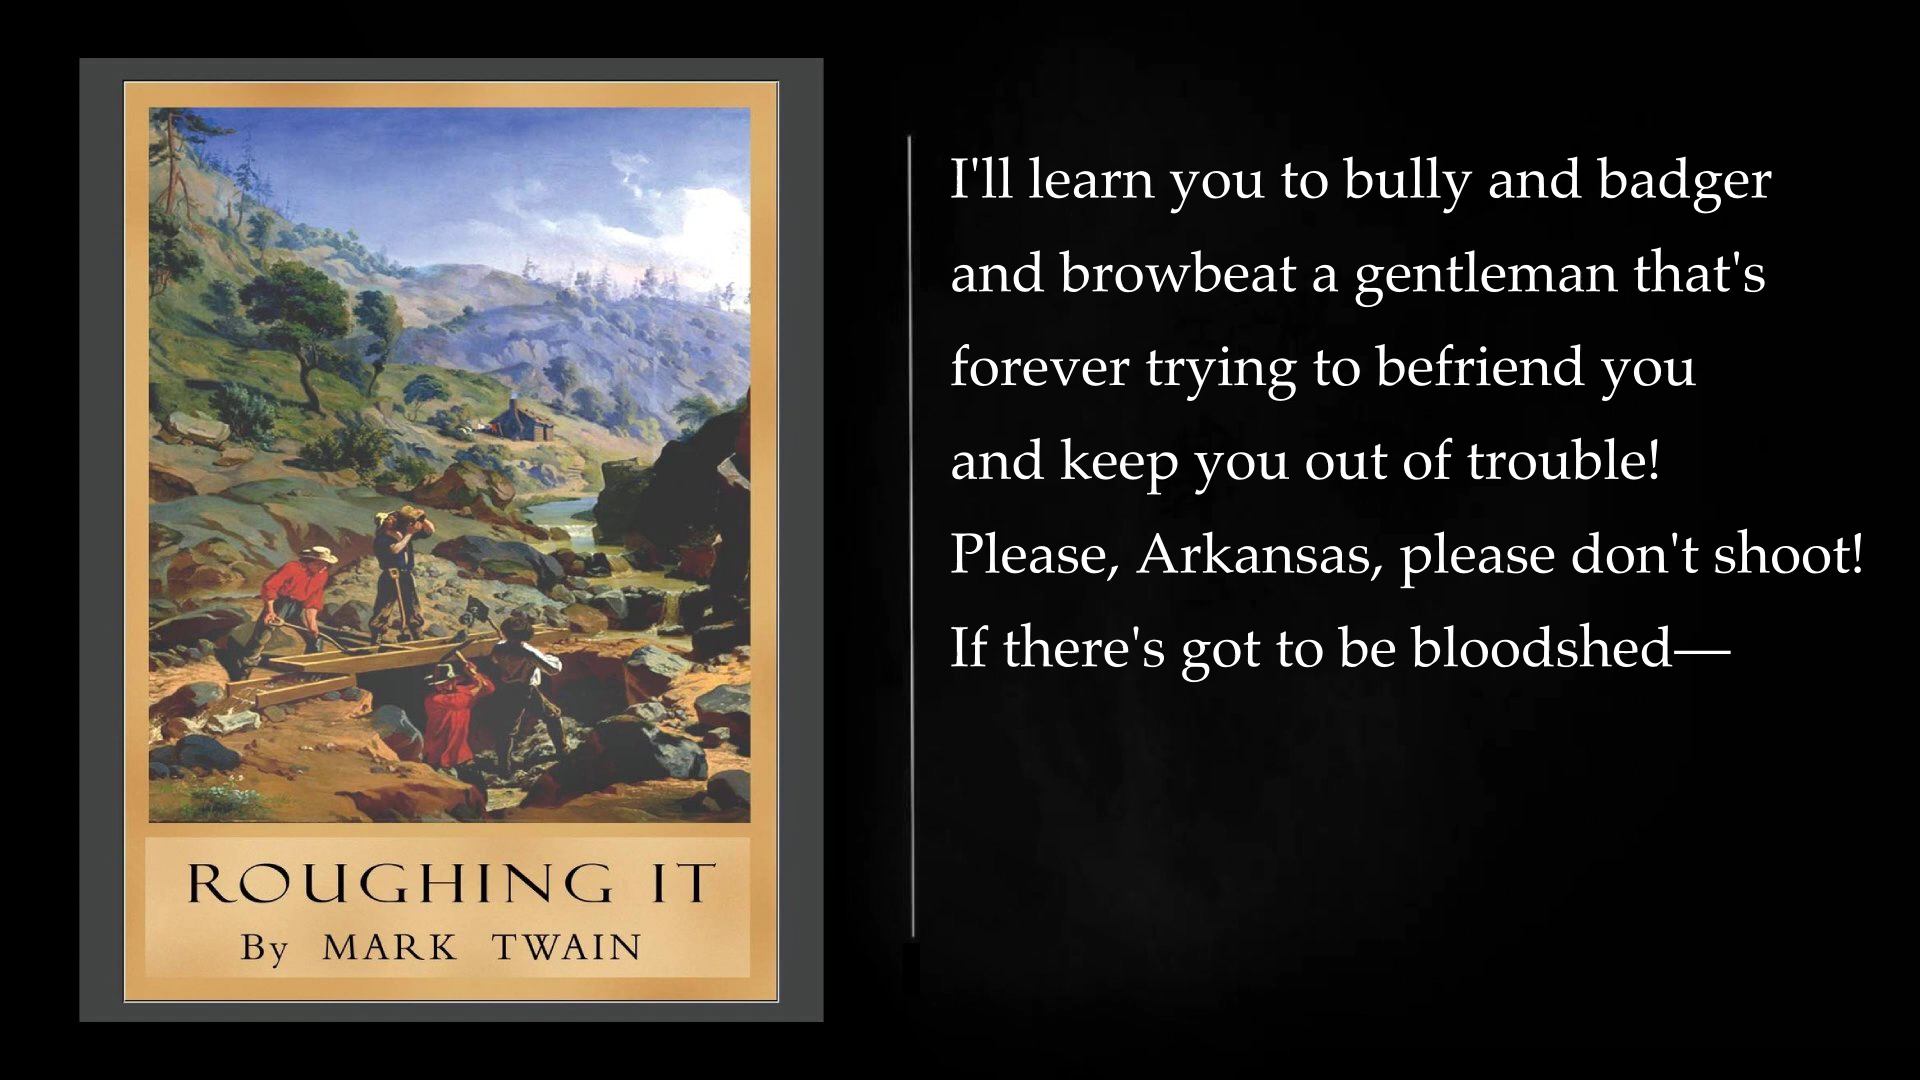 ROUGHING IT
By MARK TWAIN
I'll learn you to bully and badger
and browbeat a gentleman that's
forever trying to befriend you
and keep you out of trouble!
Please, Arkansas, please don't shoot!
If there's got to be bloodshed—